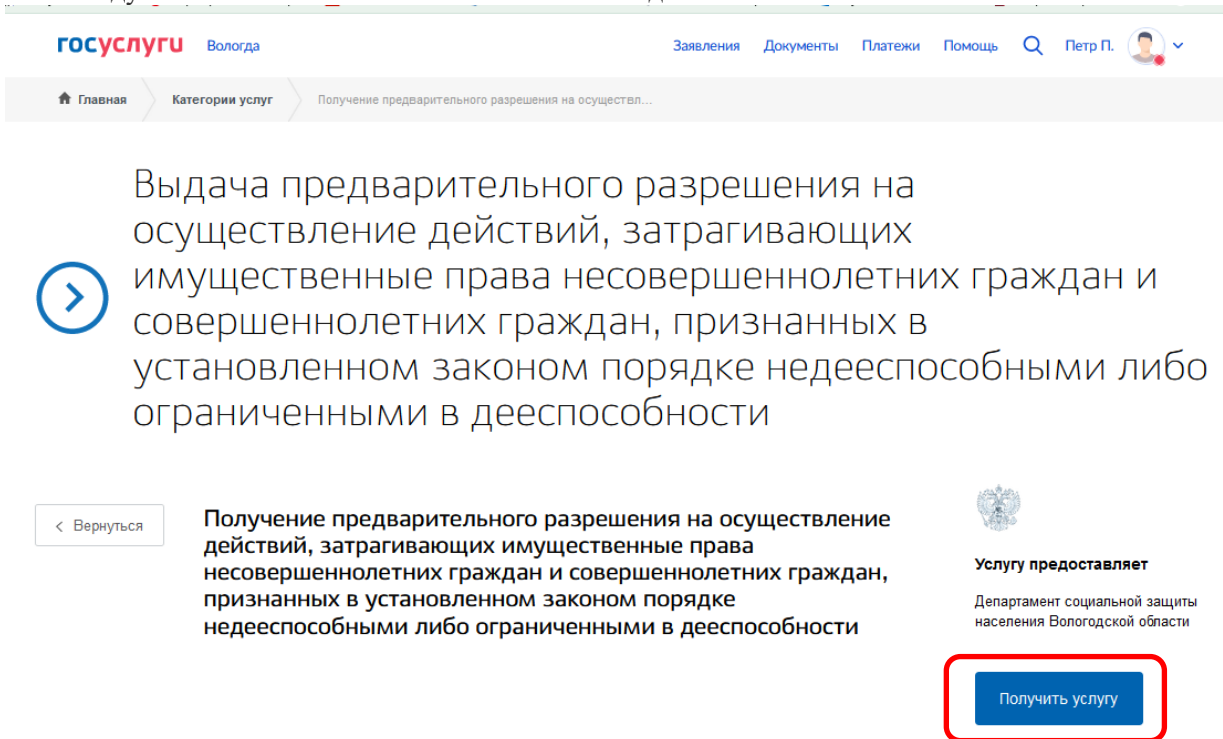 госуслуги Вологда Заявления Документы Платежи Помощь Петр П.
Главная Категории услуг Получение предварительного разрешения на осуществл...
Выдача предварительного разрешения на
осуществление действий, затрагивающих
имущественные права несовершеннолетних граждан и
совершеннолетних граждан, признанных в
установленном законом порядке недееспособными либо
ограниченными в дееспособности
Вернуться
Получение предварительного разрешения на осуществление
действий, затрагивающих имущественные права
несовершеннолетних граждан и совершеннолетних граждан,
признанных в установленном законом порядке
недееспособными либо ограниченными в дееспособности
Услугу предоставляет
Департамент социальной защиты
населения Вологодской области
Получить услугу